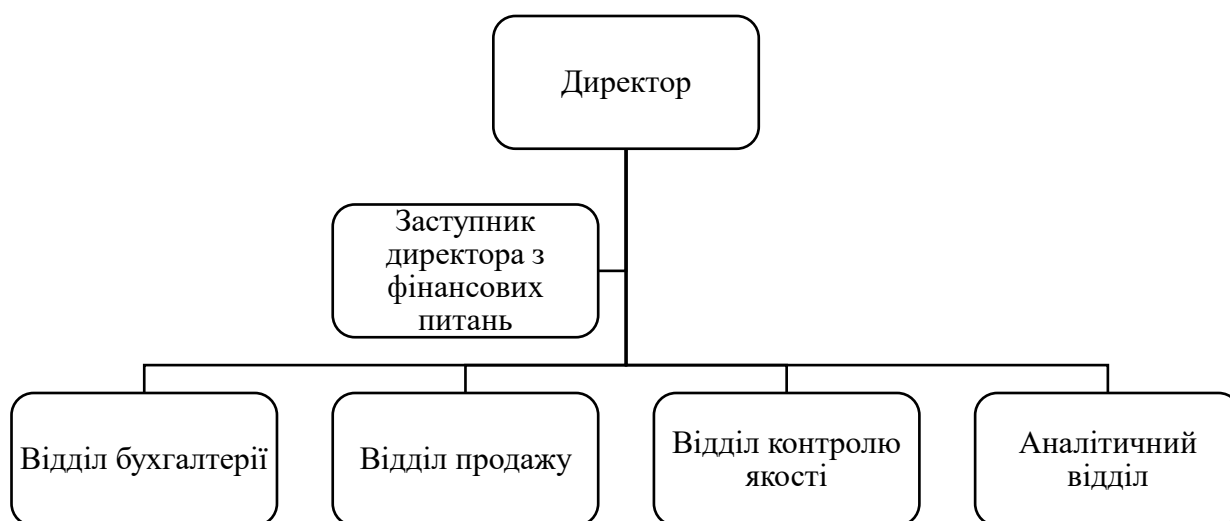 Директор
Заступник
директора з
фінансових
питань
Відділ бухгалтерії
Відділ продажу
Відділ контролю
якості
Аналітичний
відділ